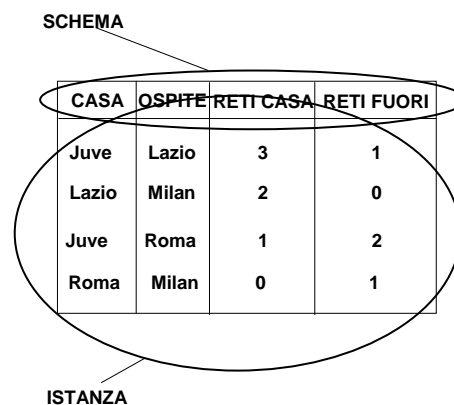 SCHEMA
CASA OSPITE RETI CASA RETI FUORI
Juve Lazio 3 1
Lazio Milan 2 0
Juve Roma 1 2
Roma Milan 0 1
ISTANZA